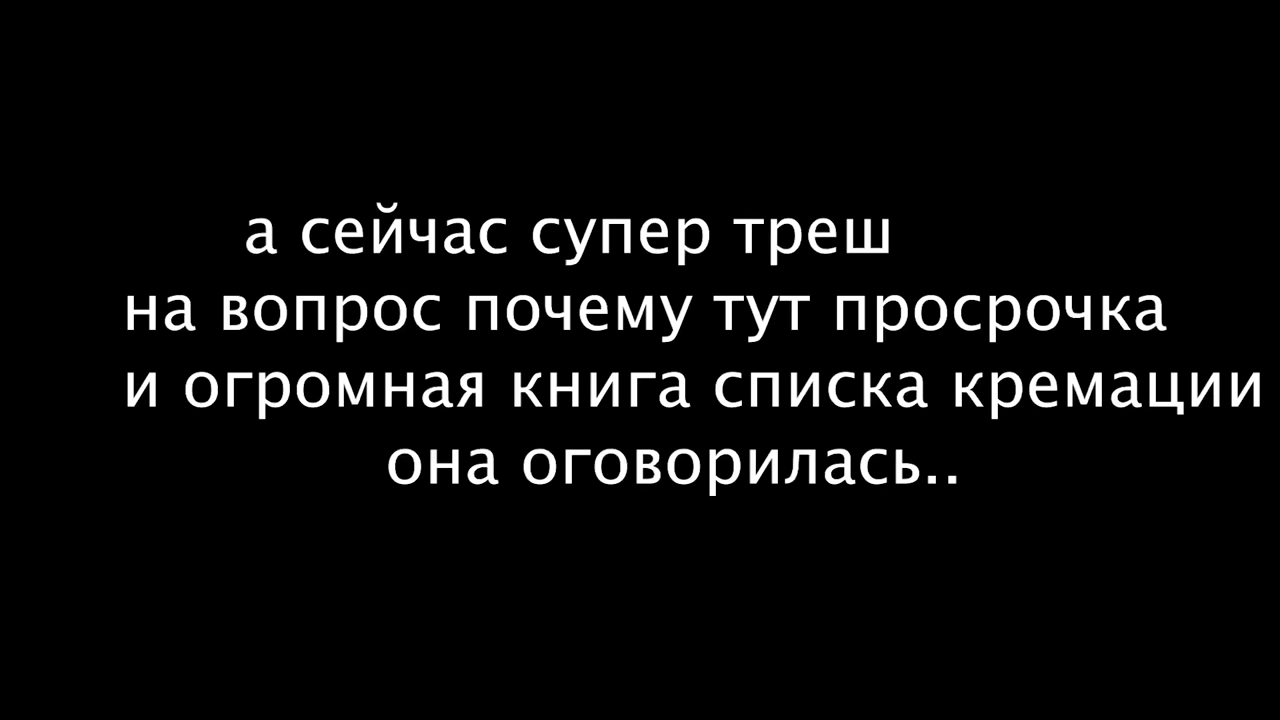 а сейчас супер треш
на вопрос почему тут просрочка
и огромная книга списка кремации
она оговорилась..